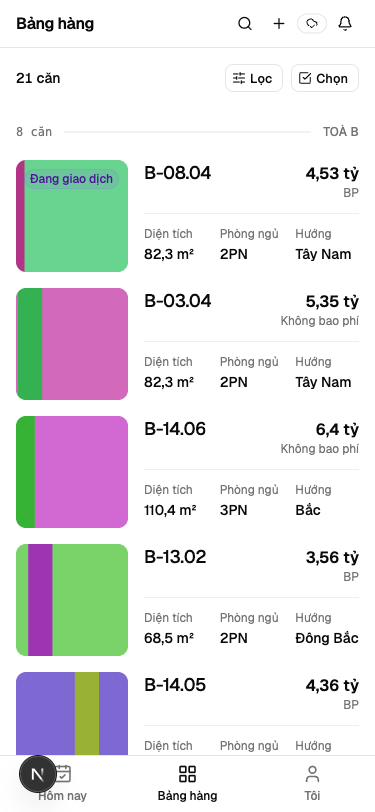 Bảng hàng
21 căn
Lọc
Chọn
8 căn
TOÀ B
Đang giao dịch
B-08.04
4,53 tỷ
BP
Diện tích Phòng ngủ Hướng
82,3 m² 2PN Tây Nam
B-03.04
5,35 tỷ
Không bao phí
Diện tích Phòng ngủ Hướng
82,3 m² 2PN Tây Nam
B-14.06
6,4 tỷ
Không bao phí
Diện tích Phòng ngủ Hướng
110,4 m² 3PN Bắc
B-13.02
3,56 tỷ
BP
Diện tích Phòng ngủ Hướng
68,5 m² 2PN Đông Bắc
B-14.05
4,36 tỷ
BP
Diện tích Phòng ngủ Hướng
N
Hôm nay Bảng hàng Tôi